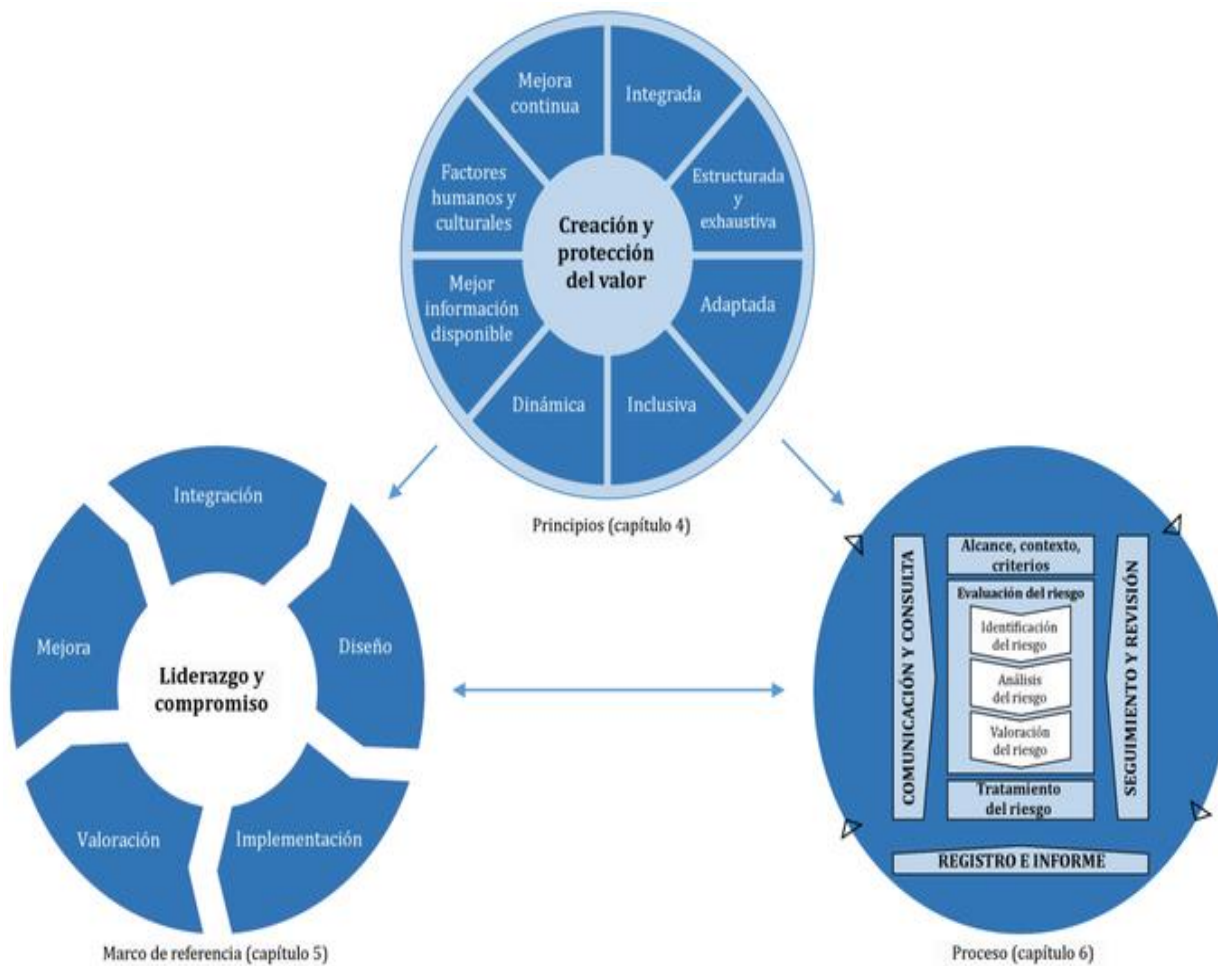 Mejora
continua
Integrada
Factores
humanos y
culturales
Estructurada
y
exhaustiva
Creación y
protección
del valor
Mejor
información
disponible
Adaptada
Dinámica
Inclusiva
Principios (capítulo 4)
Integración
Mejora
Diseño
Liderazgo y
compromiso
Valoración
Implementación
Marco de referencia (capítulo 5)
COMUNICACIÓN Y CONSULTA
Alcance, contexto,
criterios
Evaluación del riesgo
Identificación
del riesgo
Análisis
del riesgo
Valoración
del riesgo
Tratamiento
del riesgo
SEGUIMIENTO Y REVISIÓN
REGISTRO E INFORME
Proceso (capítulo 6)